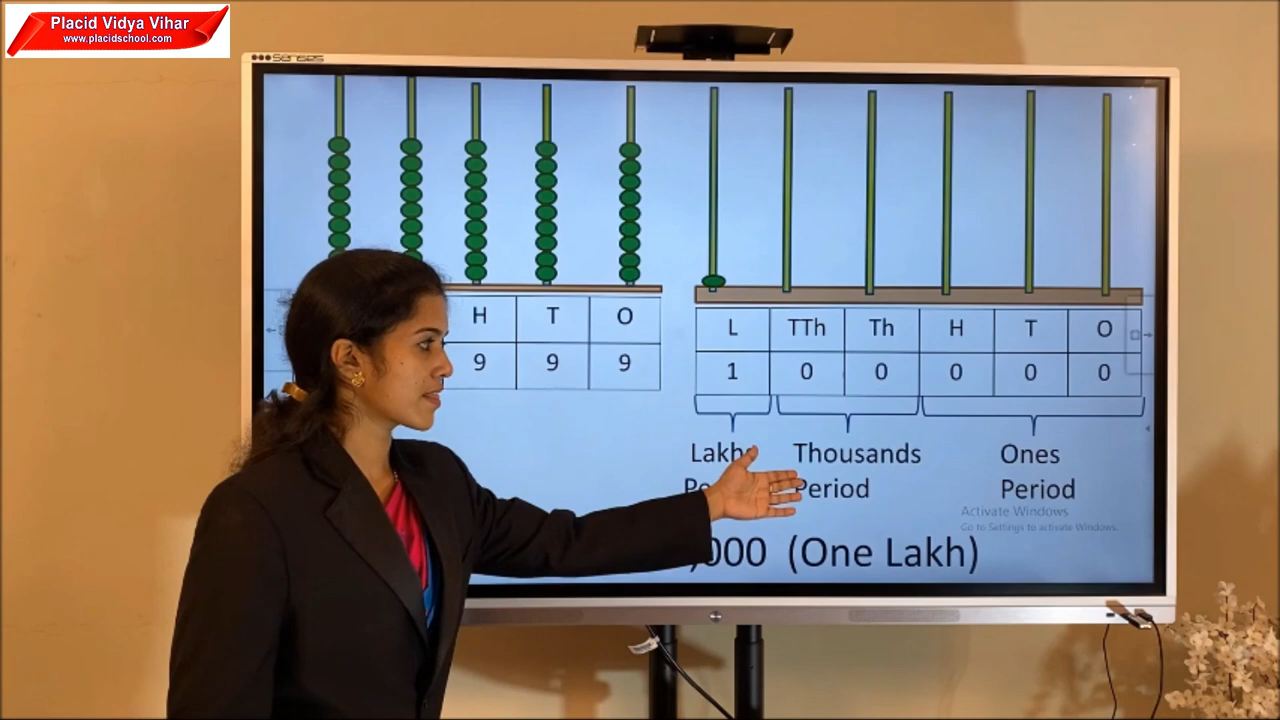 Placid Vidya Vihar
www.placidschool.com
senses
H T O
9 9 9
L TTh Th H T O
1 0 0 0 0 0
Thousands
Period
Ones
Period
Activate Windows
Go to Settings to activate Windows.
,000 (One Lakh)